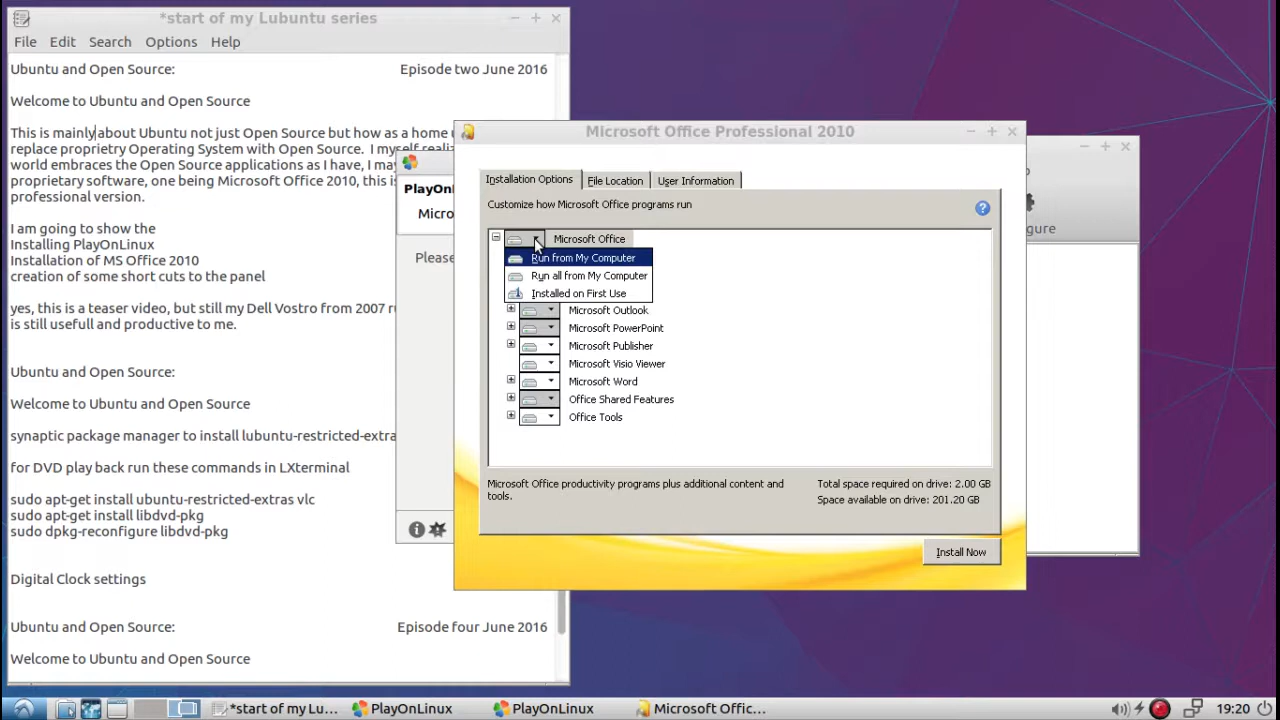 *start of my Lubuntu series
File Edit Search Options Help
Ubuntu and Open Source: Episode two June 2016
Welcome to Ubuntu and Open Source
This is mainly about Ubuntu not just Open Source but how as a home
replace proprietry Operating System with Open Source. I myself
world embraces the Open Source applications as I have, I
proprietary software, one being Microsoft Office 2010, this
professional version.
I am going to show the
Installing PlayOnLinux
Installation of MS Office 2010
creation of some short cuts to the panel
yes, this is a teaser video, but still my Dell Vostro from 2007
is still usefull and productive to me.
Ubuntu and Open Source:
Welcome to Ubuntu and Open Source
synaptic package manager to install lubuntu-restricted-extra
for DVD play back run these commands in LXterminal
sudo apt-get install ubuntu-restricted-extras vlc
sudo apt-get install libdvd-pkg
sudo dpkg-reconfigure libdvd-pkg
Digital Clock settings
Ubuntu and Open Source: Episode four June 2016
Welcome to Ubuntu and Open Source
PlayOnL
Micro
Please
Microsoft Office Professional 2010
Installation Options File Location User Information
Customize how Microsoft Office programs run
Microsoft Office
Run from My Computer
Run all from My Computer
Installed on First Use
Microsoft Outlook
Microsoft PowerPoint
Microsoft Publisher
Microsoft Visio Viewer
Microsoft Word
Office Shared Features
Office Tools
Microsoft Office productivity programs plus additional content and
tools.
Total space required on drive: 2.00 GB
Space available on drive: 201.20 GB
Install Now
gure
*start of my Lu... PlayOnLinux PlayOnLinux Microsoft Offic... 19:20